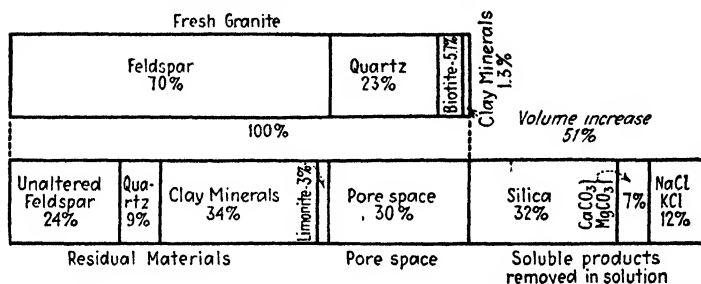 Fresh Granite
Feldspar
70%
Quartz
23%
Biotite-5.7%
Clay Minerals
1.3%
100%
Volume increase
51%
Unaltered
Feldspar
24%
Qua-
rtz
9%
Clay Minerals
34%
Limonite-3%
Pore space
30%
Silica
32%
CaCO3
MgCO3
7%
NaCl
KCl
12%
Residual Materials
Pore space
Soluble products
removed in solution